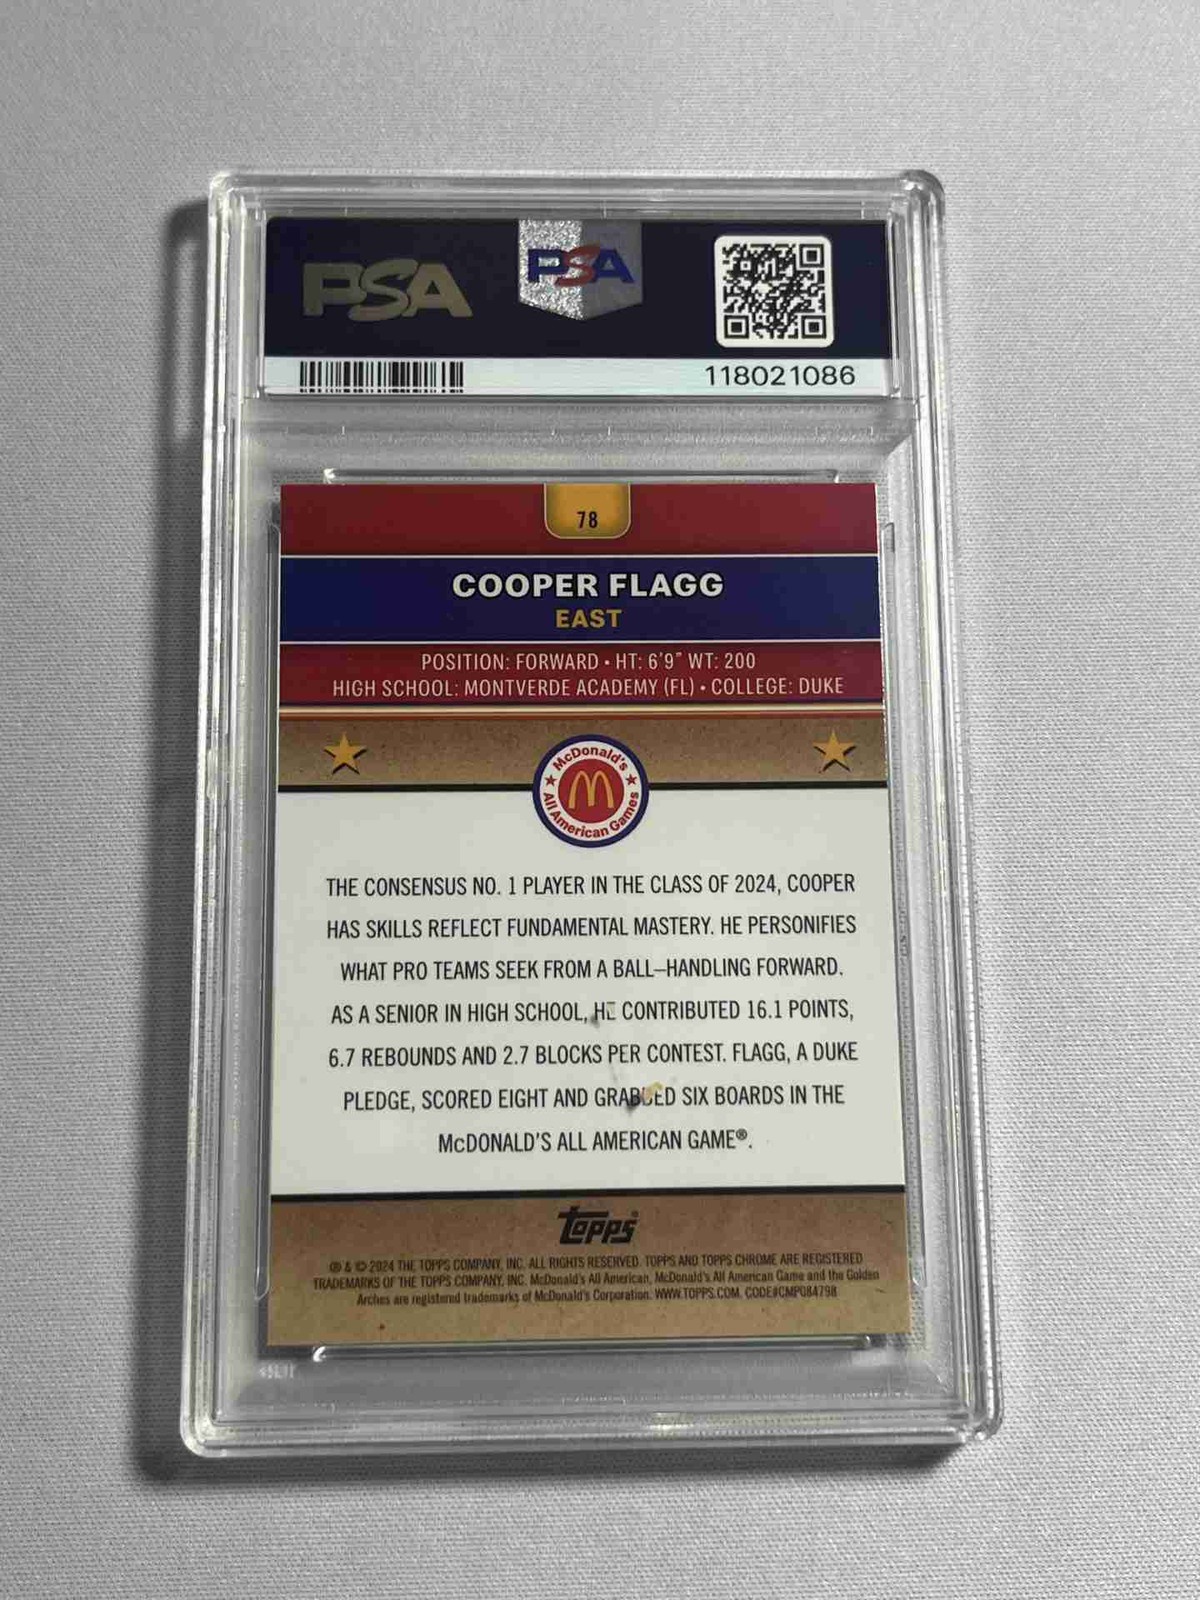 PSA
PSA
118021086
78
COOPER FLAGG
EAST
POSITION: FORWARD • HT: 6'9" WT: 200
HIGH SCHOOL: MONTVERDE ACADEMY (FL) • COLLEGE: DUKE
McDonald's
All American Games
THE CONSENSUS NO. 1 PLAYER IN THE CLASS OF 2024, COOPER
HAS SKILLS REFLECT FUNDAMENTAL MASTERY. HE PERSONIFIES
WHAT PRO TEAMS SEEK FROM A BALL–HANDLING FORWARD.
AS A SENIOR IN HIGH SCHOOL, HE CONTRIBUTED 16.1 POINTS,
6.7 REBOUNDS AND 2.7 BLOCKS PER CONTEST. FLAGG, A DUKE
PLEDGE, SCORED EIGHT AND GRABBED SIX BOARDS IN THE
McDONALD'S ALL AMERICAN GAME®.
Topps®
® & © 2024 THE TOPPS COMPANY, INC. ALL RIGHTS RESERVED. TOPPS AND TOPPS CHROME ARE REGISTERED
TRADEMARKS OF THE TOPPS COMPANY, INC. McDonald's All American, McDonald's All American Game and the Golden
Arches are registered trademarks of McDonald's Corporation. WWW.TOPPS.COM. CODE#CMP084798